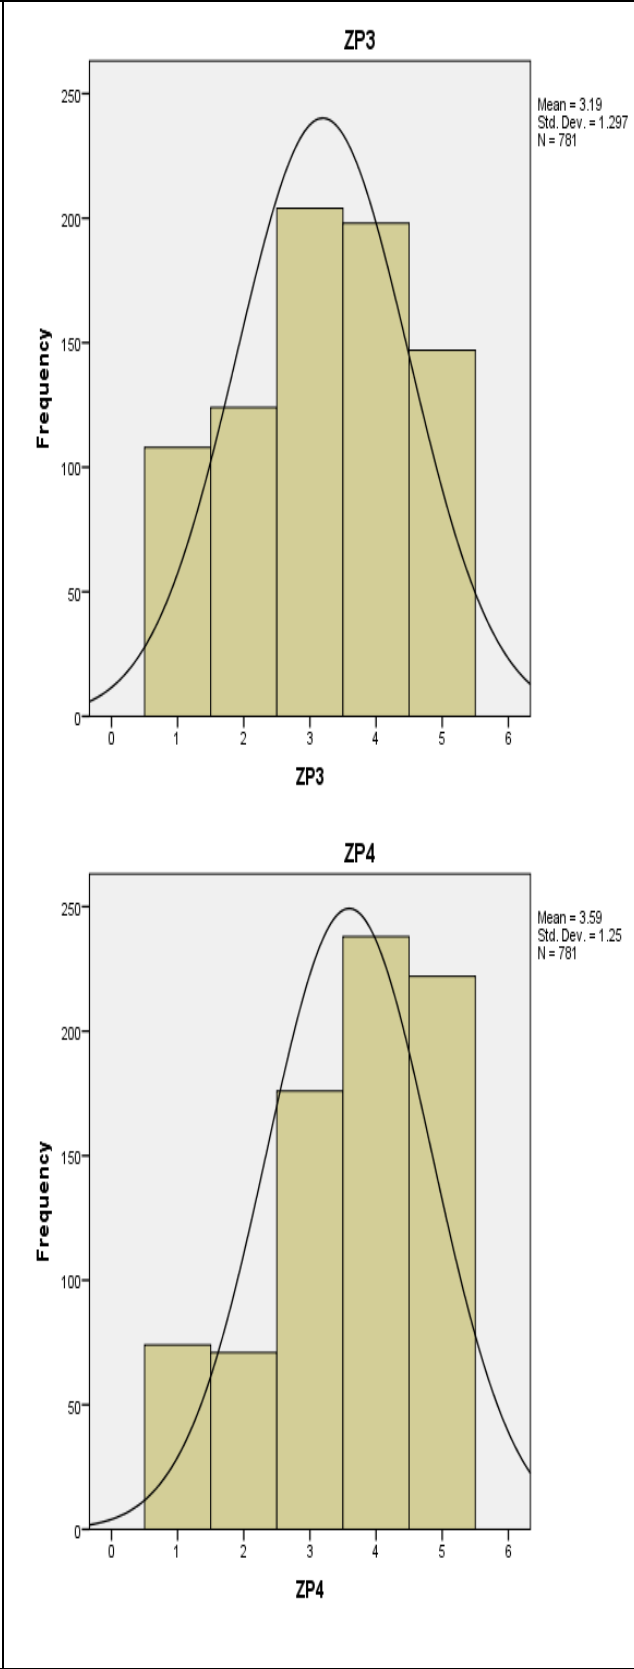 ZP3
Mean = 3.19
Std. Dev. = 1.297
N = 781
250
200
150
100
50
0
Frequency
0 1 2 3 4 5 6
ZP3
ZP4
Mean = 3.59
Std. Dev. = 1.25
N = 781
250
200
150
100
50
0
Frequency
0 1 2 3 4 5 6
ZP4